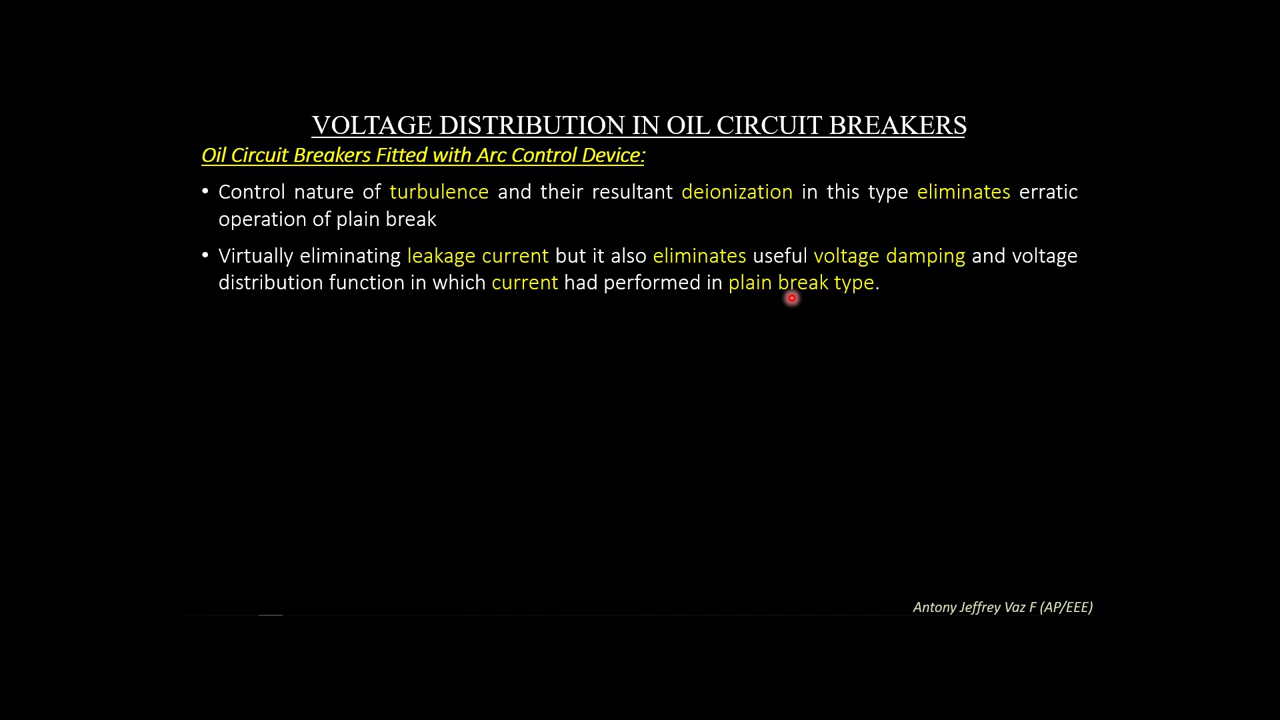 VOLTAGE DISTRIBUTION IN OIL CIRCUIT BREAKERS
Oil Circuit Breakers Fitted with Arc Control Device:
• Control nature of turbulence and their resultant deionization in this type eliminates erratic
operation of plain break
• Virtually eliminating leakage current but it also eliminates useful voltage damping and voltage
distribution function in which current had performed in plain break type.
Antony Jeffrey Vaz F (AP/EEE)